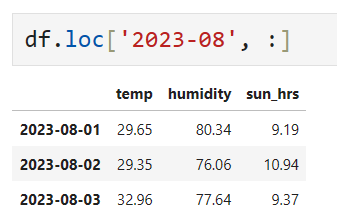 df.loc['2023-08', :]
temp humidity sun_hrs
2023-08-01 29.65 80.34 9.19
2023-08-02 29.35 76.06 10.94
2023-08-03 32.96 77.64 9.37